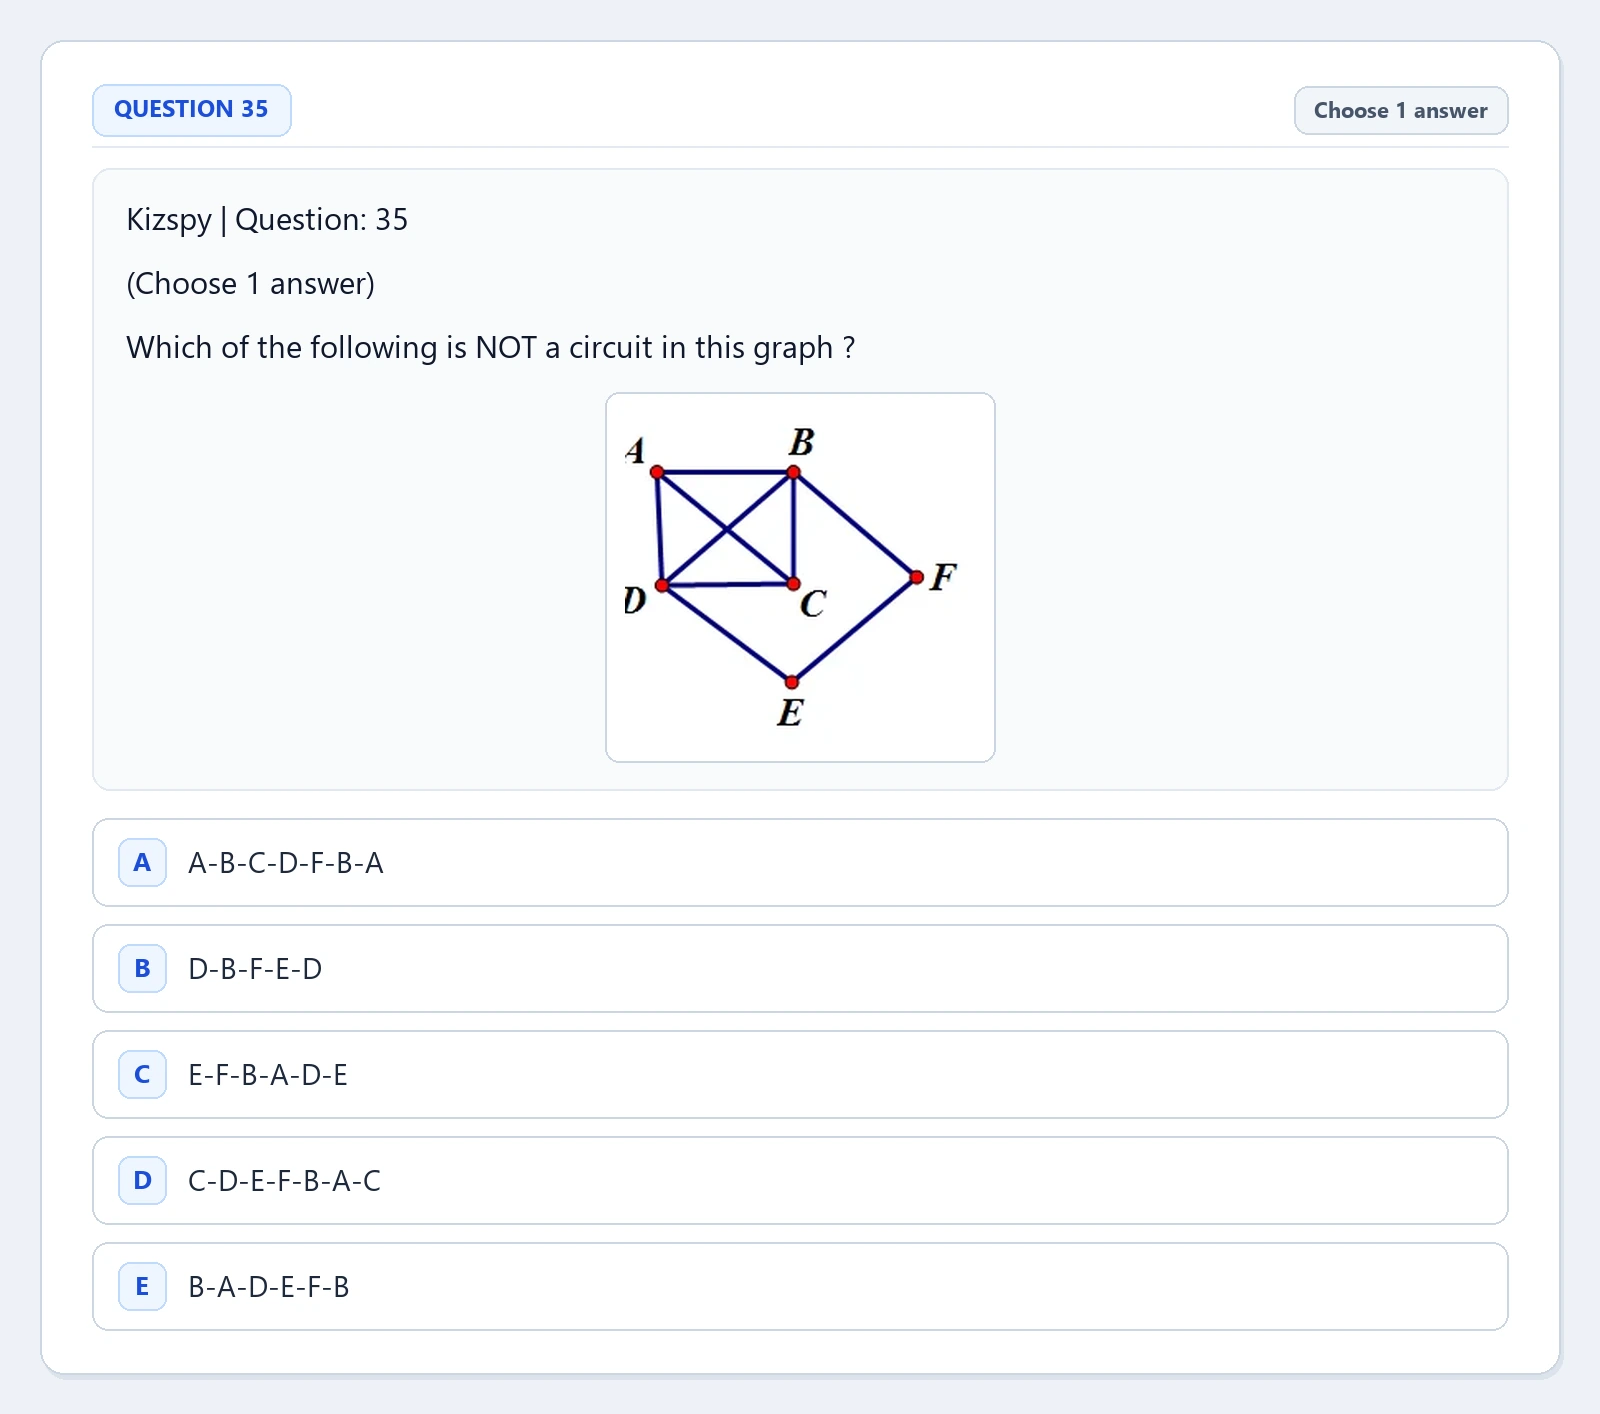 QUESTION 35
Choose 1 answer
Kizspy | Question: 35
(Choose 1 answer)
Which of the following is NOT a circuit in this graph ?
A
B
D
C
F
E
A A-B-C-D-F-B-A
B D-B-F-E-D
C E-F-B-A-D-E
D C-D-E-F-B-A-C
E B-A-D-E-F-B